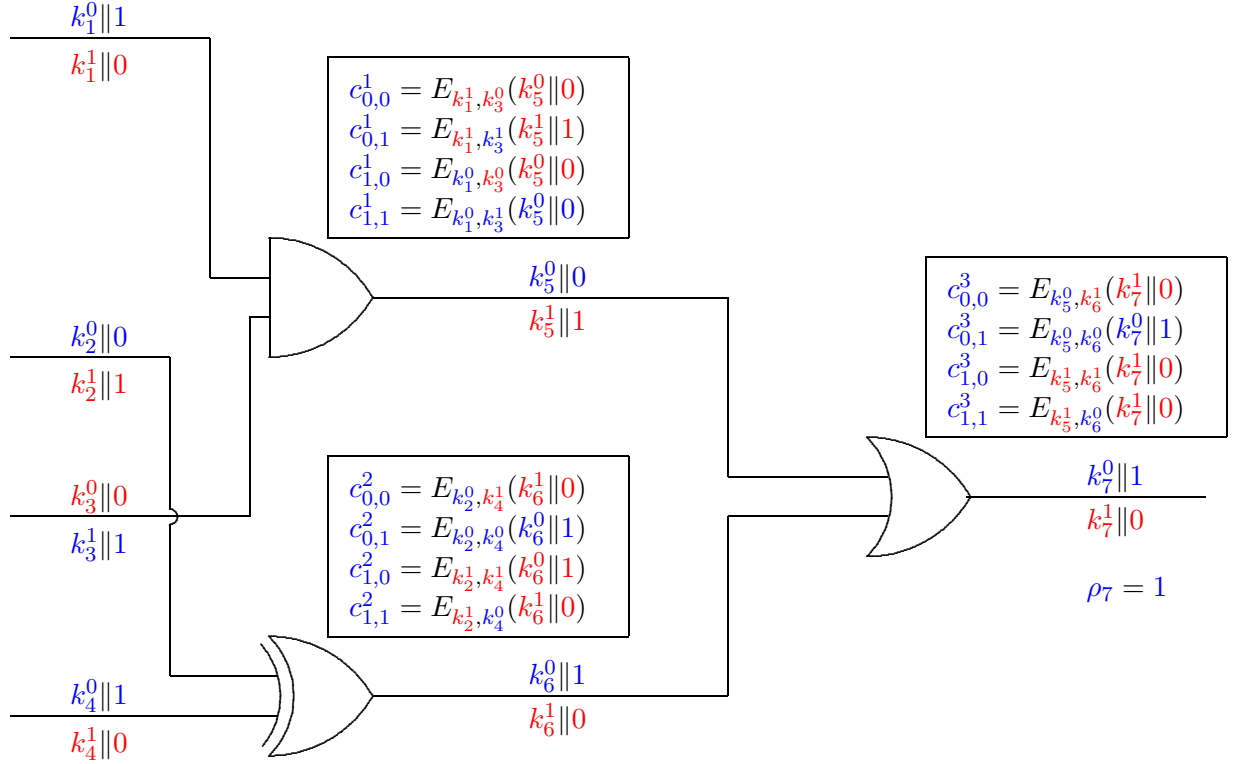 k_1^0‖1
k_1^1‖0
c_{0,0}^1 = E_{k_1^1,k_3^0}(k_5^0‖0)
c_{0,1}^1 = E_{k_1^1,k_3^1}(k_5^1‖1)
c_{1,0}^1 = E_{k_1^0,k_3^0}(k_5^0‖0)
c_{1,1}^1 = E_{k_1^0,k_3^1}(k_5^0‖0)
k_5^0‖0
k_5^1‖1
k_2^0‖0
k_2^1‖1
c_{0,0}^3 = E_{k_5^0,k_6^1}(k_7^1‖0)
c_{0,1}^3 = E_{k_5^0,k_6^0}(k_7^0‖1)
c_{1,0}^3 = E_{k_5^1,k_6^1}(k_7^1‖0)
c_{1,1}^3 = E_{k_5^1,k_6^0}(k_7^1‖0)
k_3^0‖0
k_3^1‖1
c_{0,0}^2 = E_{k_2^0,k_4^1}(k_6^1‖0)
c_{0,1}^2 = E_{k_2^0,k_4^0}(k_6^0‖1)
c_{1,0}^2 = E_{k_2^1,k_4^1}(k_6^0‖1)
c_{1,1}^2 = E_{k_2^1,k_4^0}(k_6^1‖0)
k_7^0‖1
k_7^1‖0
ρ_7 = 1
k_4^0‖1
k_4^1‖0
k_6^0‖1
k_6^1‖0